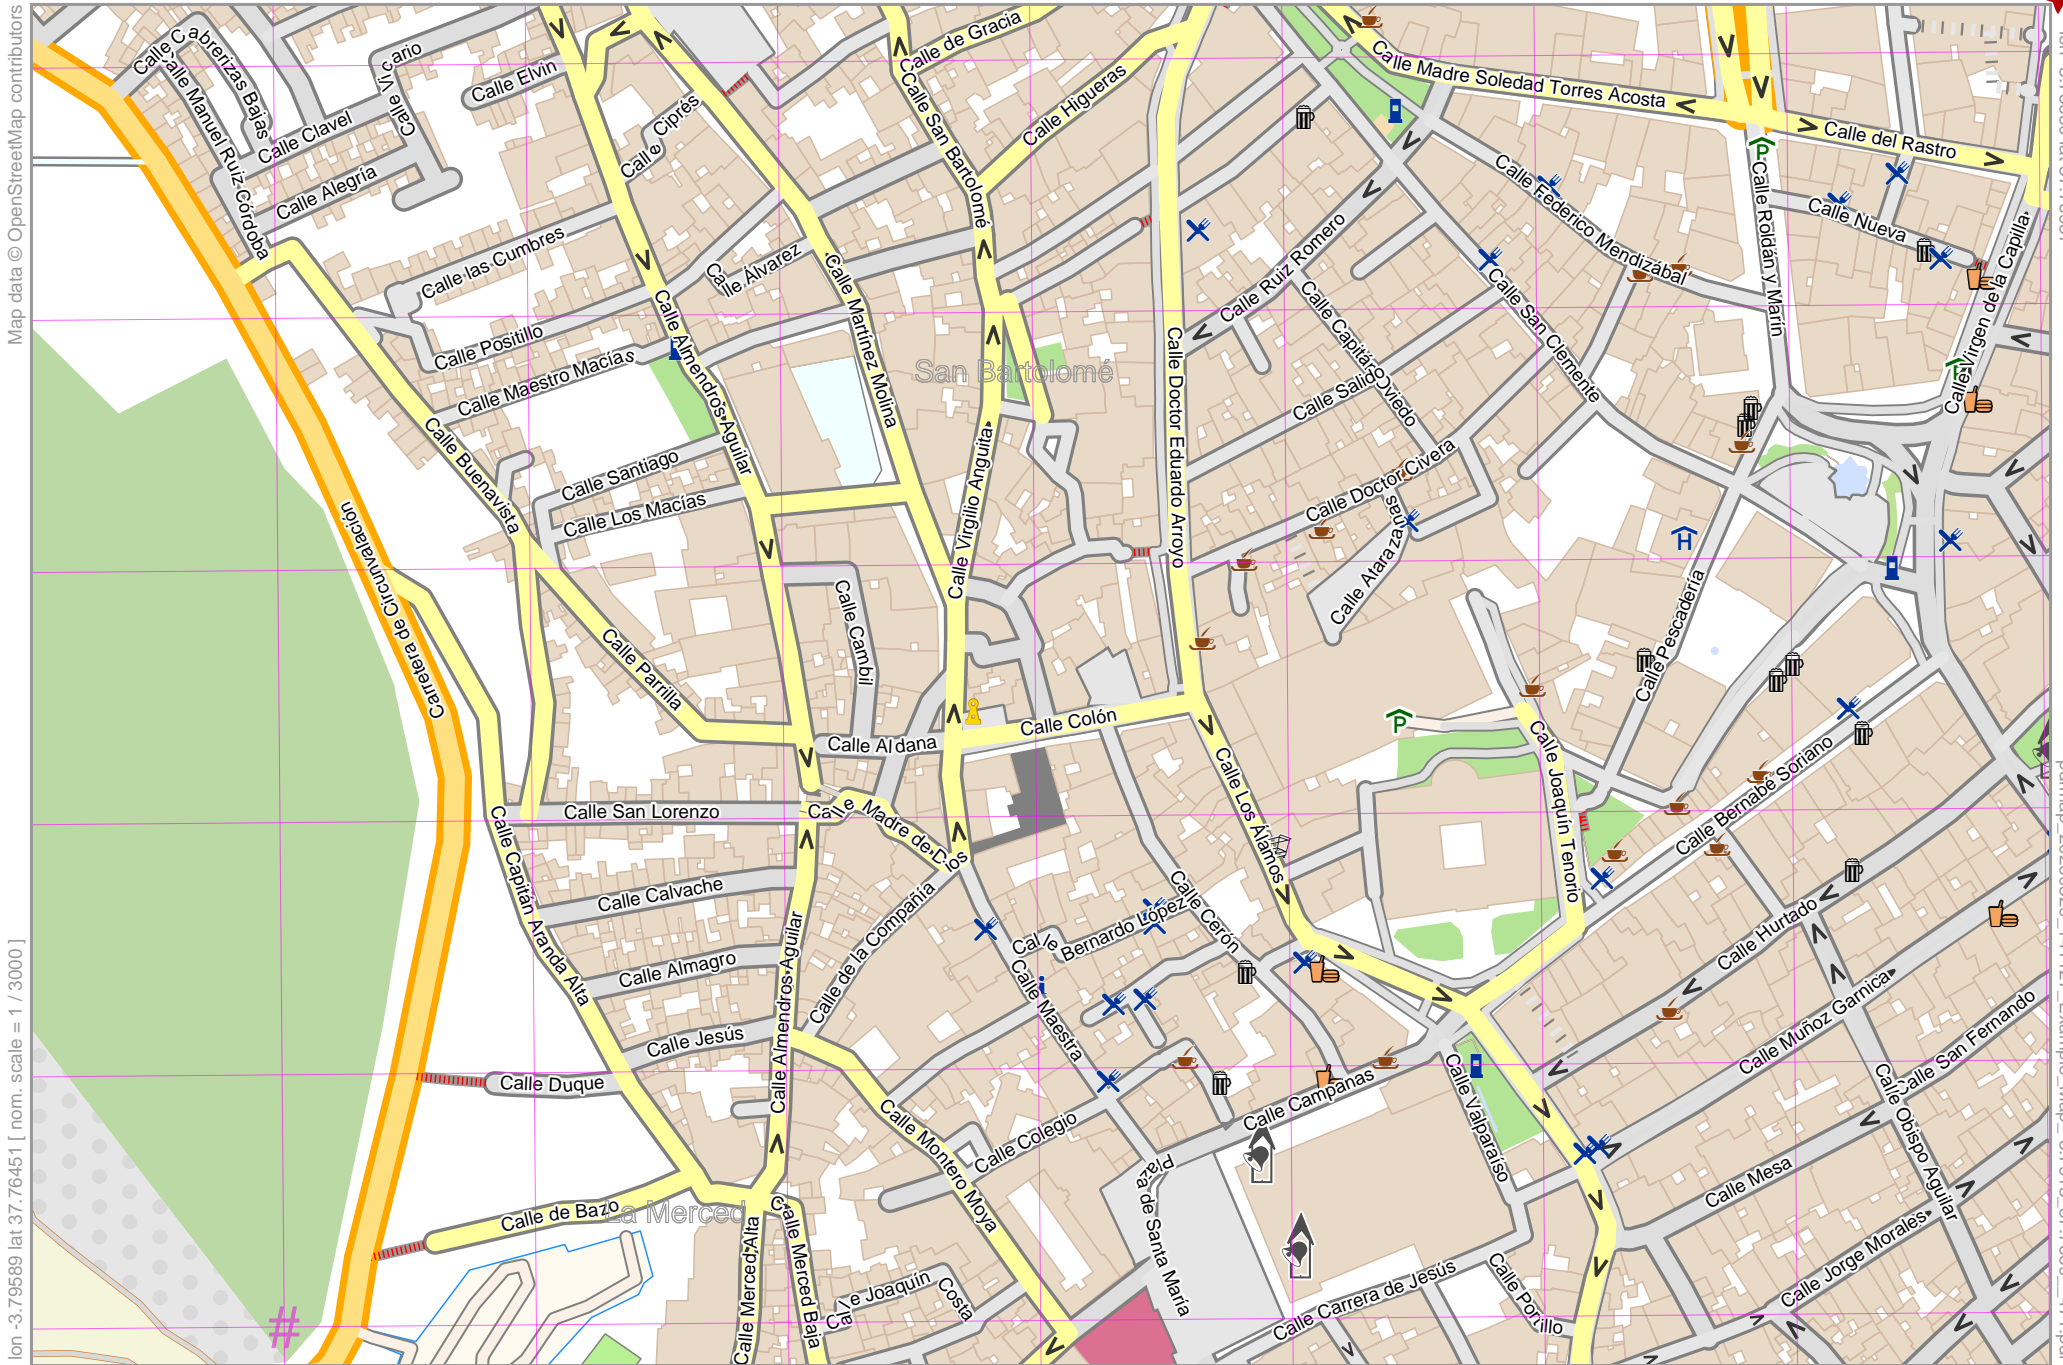 Map data © OpenStreetMap contributors
lon -3.79589 lat 37.76451 [ nom. scale = 1 / 3000 ]
Calle Cabrerizas Bajas
Calle Manuel Ruiz Córdoba
Calle Vicario
Calle Elvin
Calle Clavel
Calle Alegría
Calle Ciprés
Calle de Gracia
Calle San Bartolomé
Calle Higueras
Calle Madre Soledad Torres Acosta
Calle del Rastro
Calle Federico Mendizábal
Calle Roldán y Marín
Calle Nueva
Calle Virgen de la Capilla
Calle las Cumbres
Calle Álvarez
Calle Martínez Molina
Calle Ruiz Romero
Calle San Clemente
Calle Positillo
Calle Almendros Aguilar
Calle Maestro Macías
San Bartolomé
Calle Doctor Eduardo Arroyo
Calle Capitán Oviedo
Calle Salido
Calle Buenavista
Calle Santiago
Calle Los Macías
Calle Virgilio Anguita
Calle Doctor Civera
Calle Atarazanas
Carretera de Circunvalación
Calle Cambil
Calle Parrilla
Calle Pescadería
Calle Aldana
Calle Colón
Calle Los Álamos
Calle Joaquín Tenorio
Calle Bernabé Soriano
Calle San Lorenzo
Calle Madre de Dios
Calle Capitán Aranda Alta
Calle Calvache
Calle de la Compañía
Calle Cerón
Calle Bernardo López
Calle Hurtado
Calle Almagro
Calle Almendros Aguilar
Calle Maestra
Calle Muñoz Garnica
Calle San Fernando
Calle Jesús
Calle Duque
Calle Campanas
Calle Valparaíso
Calle Obispo Aguilar
Calle Montero Moya
Calle Colegio
Calle Mesa
Plaza de Santa María
Calle de Bazo
La Merced
Calle Merced Alta
Calle Merced Baja
Calle Joaquín Costa
Calle Carrera de Jesús
Calle Portillo
Calle Jorge Morales
P
P
H
#